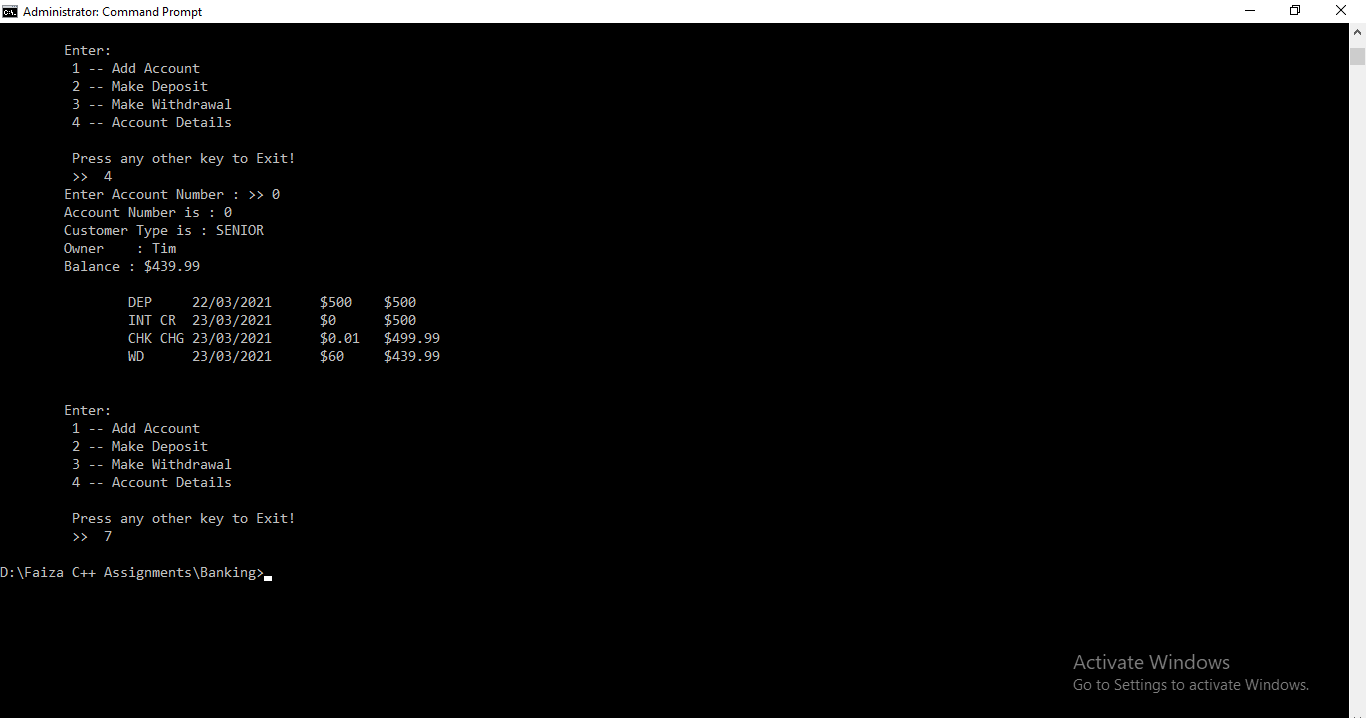 Administrator: Command Prompt
Enter:
1 -- Add Account
2 -- Make Deposit
3 -- Make Withdrawal
4 -- Account Details
Press any other key to Exit!
>> 4
Enter Account Number : >> 0
Account Number is : 0
Customer Type is : SENIOR
Owner : Tim
Balance : $439.99
DEP 22/03/2021 $500 $500
INT CR 23/03/2021 $0 $500
CHK CHG 23/03/2021 $0.01 $499.99
WD 23/03/2021 $60 $439.99
Enter:
1 -- Add Account
2 -- Make Deposit
3 -- Make Withdrawal
4 -- Account Details
Press any other key to Exit!
>> 7
D:\Faiza C++ Assignments\Banking>
Activate Windows
Go to Settings to activate Windows.